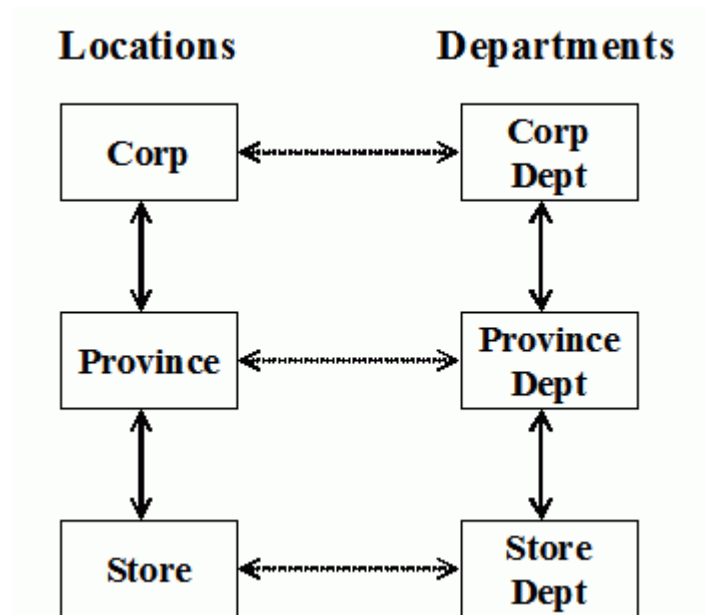 Locations
Departments
Corp
Corp
Dept
Province
Province
Dept
Store
Store
Dept